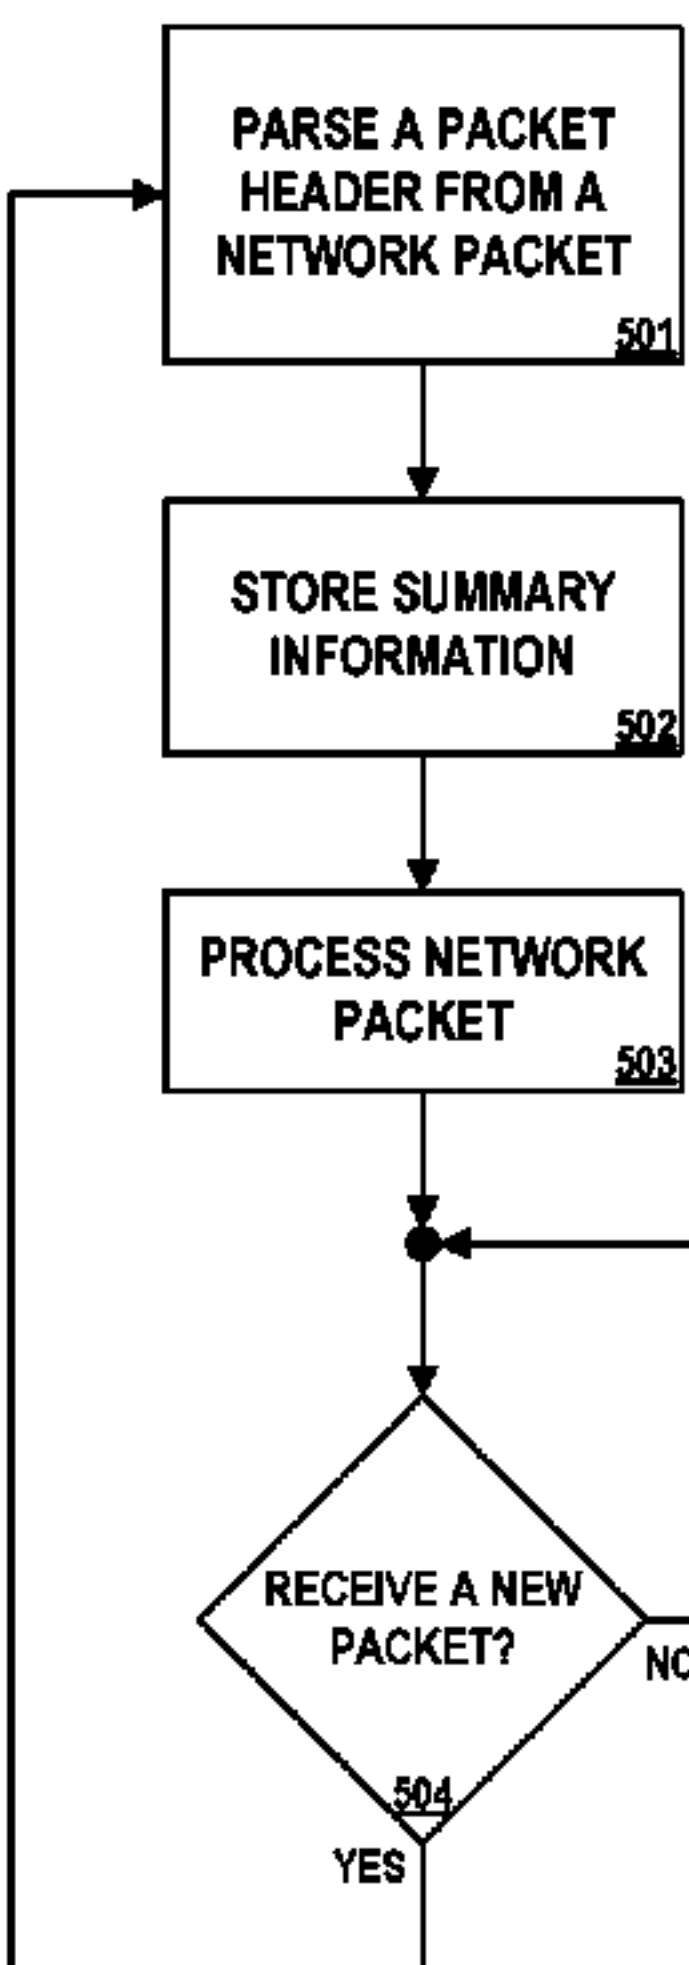 PARSE A PACKET
HEADER FROM A
NETWORK PACKET
501
STORE SUMMARY
INFORMATION
502
PROCESS NETWORK
PACKET
503
RECEIVE A NEW
PACKET?
NO
504
YES